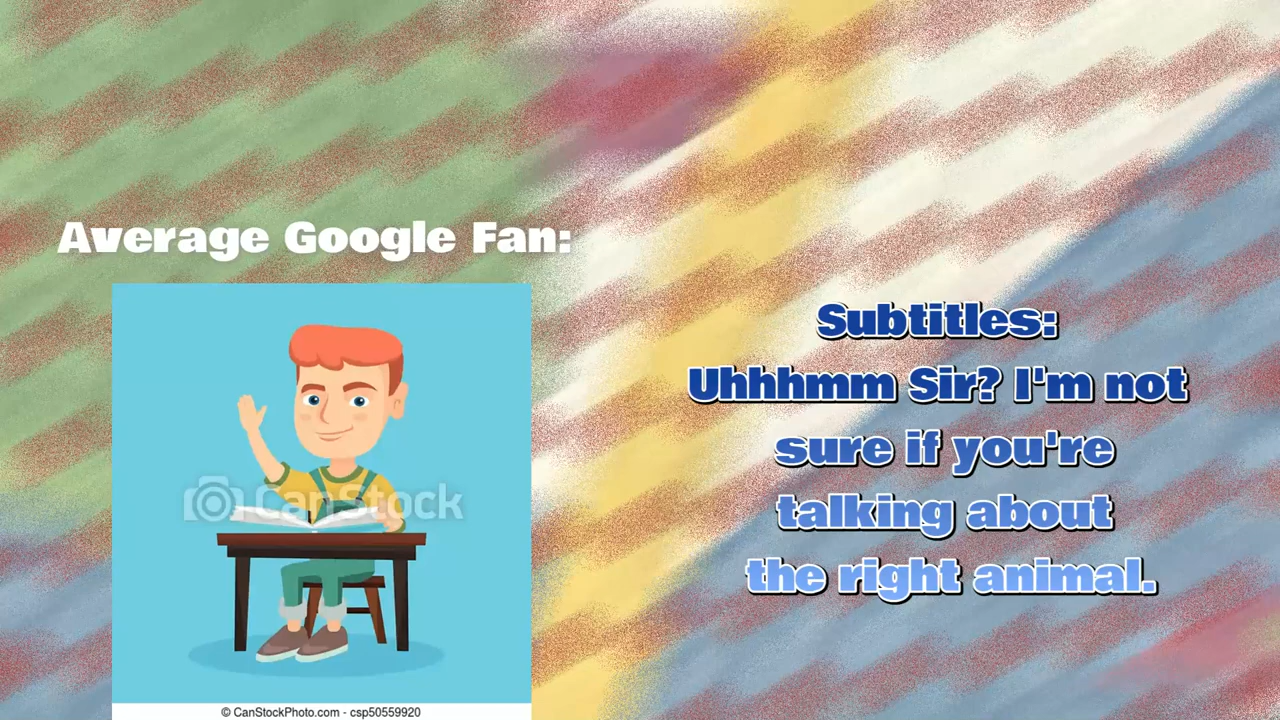 Average Google Fan:
CanStock
© CanStockPhoto.com - csp50559920
Subtitles:
Uhhhmm Sir? I'm not
sure if you're
talking about
the right animal.